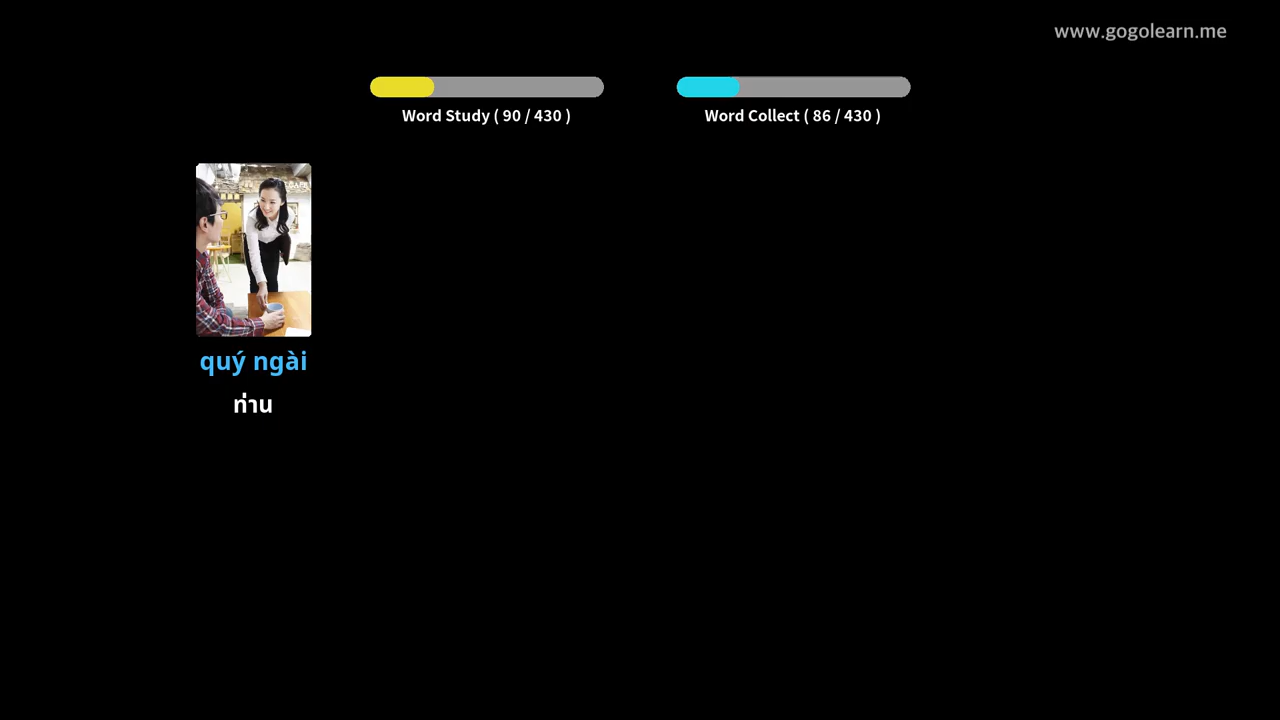 www.gogolearn.me
Word Study ( 90 / 430 )
Word Collect ( 86 / 430 )
quý ngài
ท่าน